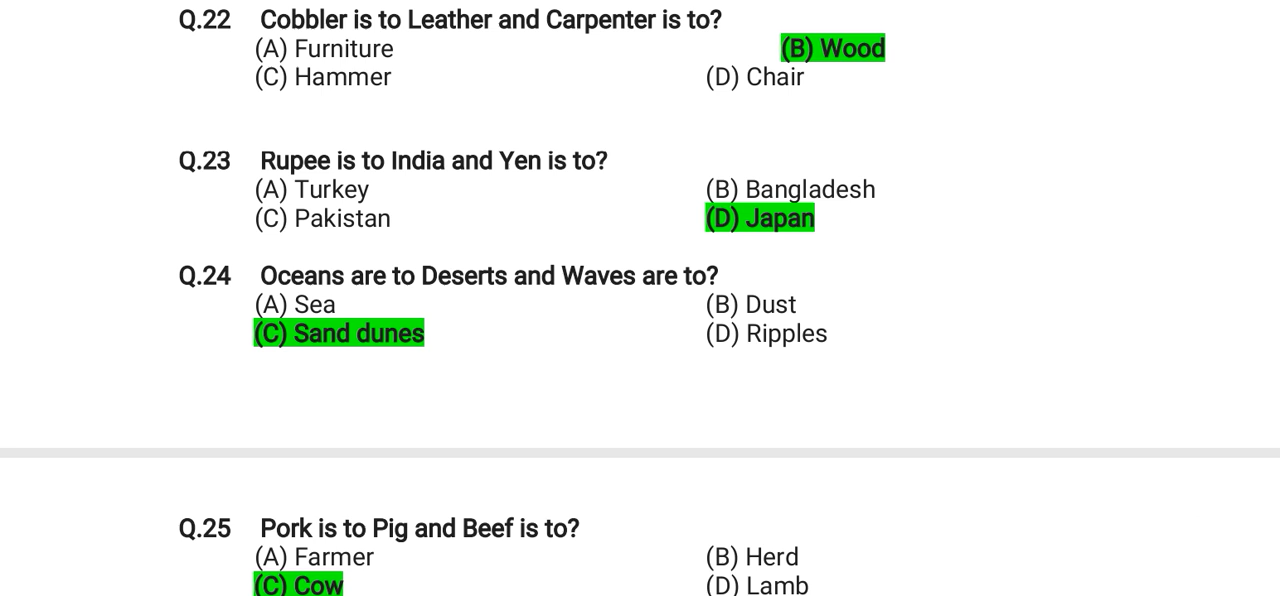 Q.22 Cobbler is to Leather and Carpenter is to?
(A) Furniture (B) Wood
(C) Hammer (D) Chair
Q.23 Rupee is to India and Yen is to?
(A) Turkey (B) Bangladesh
(C) Pakistan (D) Japan
Q.24 Oceans are to Deserts and Waves are to?
(A) Sea (B) Dust
(C) Sand dunes (D) Ripples
Q.25 Pork is to Pig and Beef is to?
(A) Farmer (B) Herd
(C) Cow (D) Lamb